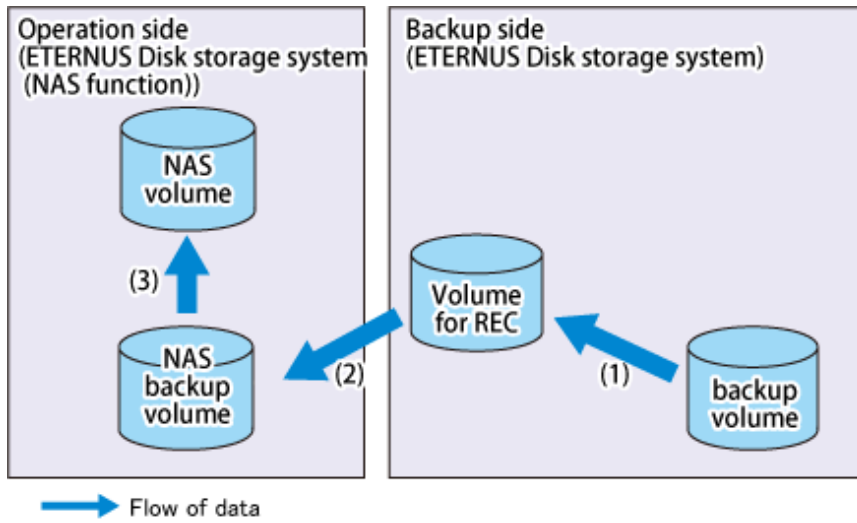 Operation side
(ETERNUS Disk storage system
(NAS function))
NAS
volume
(3)
NAS
backup
volume
(2)
Backup side
(ETERNUS Disk storage system)
Volume
for REC
(1)
backup
volume
Flow of data